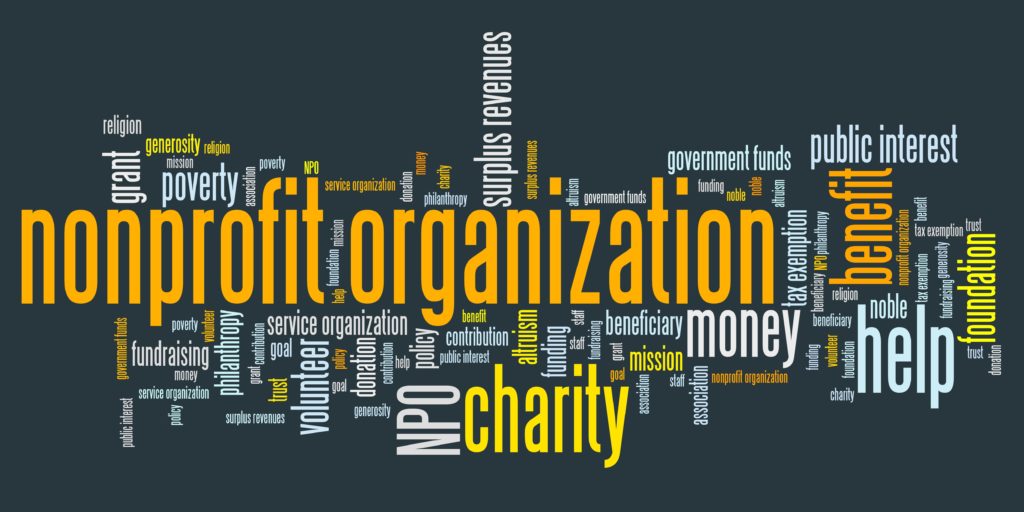 surplus revenues
religion
generosity
religion
grant
mission
poverty
association
poverty
NPO
service organization
donation
money
charity
philanthropy
surplus revenues
altruism
government funds
government funds
funding
noble
noble
altruism
public interest
benefit
nonprofit organization
benefit
tax exemption
trust
nonprofit organization
foundation
mission
help
tax exemption
beneficiary
NPO
philanthropy
religion
tax exemption
fundraising
generosity
foundation
noble
beneficiary
trust
donation
help
government funds
poverty
volunteer
fundraising
money
service organization
public interest
policy
philanthropy
surplus revenues
grant
contribution
service organization
goal
trust
volunteer
policy
goal
donation
contribution
generosity
help
policy
benefit
contribution
public interest
NPO
charity
altruism
funding
staff
staff
fundraising
beneficiary
grant
goal
mission
association
staff
association
money
nonprofit organization
funding
volunteer
foundation
charity